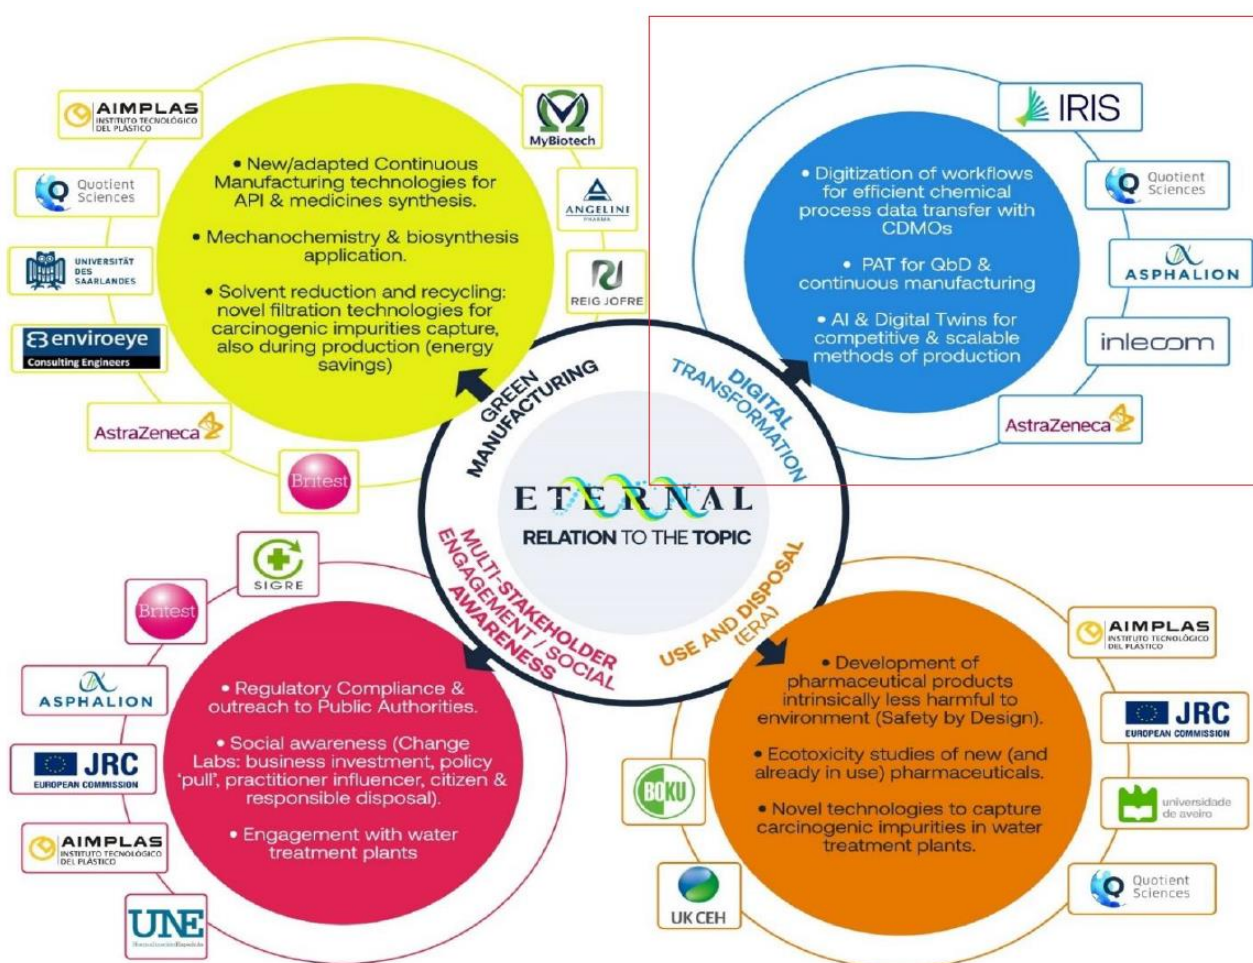 AIMPLAS
INSTITUTO TECNOLÓGICO
DEL PLÁSTICO
Quotient
Sciences
UNIVERSITÄT
DES
SAARLANDES
enviroeye
Consulting Engineers
AstraZeneca
Britest
MyBiotech
ANGELINI
PHARMA
REIG JOFRE
• New/adapted Continuous
Manufacturing technologies for
API & medicines synthesis.
• Mechanochemistry & biosynthesis
application.
• Solvent reduction and recycling:
novel filtration technologies for
carcinogenic impurities capture,
also during production (energy
savings)
GREEN
MANUFACTURING
IRIS
Quotient
Sciences
ASPHALION
inlecom
AstraZeneca
• Digitization of workflows
for efficient chemical
process data transfer with
CDMOs
• PAT for QbD &
continuous manufacturing
• AI & Digital Twins for
competitive & scalable
methods of production
DIGITAL
TRANSFORMATION
ETERNAL
RELATION TO THE TOPIC
MULTI-STAKEHOLDER
ENGAGEMENT / SOCIAL
AWARENESS
SIGRE
Britest
ASPHALION
JRC
EUROPEAN COMMISSION
AIMPLAS
INSTITUTO TECNOLÓGICO
DEL PLÁSTICO
UNE
• Regulatory Compliance &
outreach to Public Authorities.
• Social awareness (Change
Labs: business investment, policy
‘pull’, practitioner influencer, citizen &
responsible disposal).
• Engagement with water
treatment plants
USE AND DISPOSAL
(ERA)
• Development of
pharmaceutical products
intrinsically less harmful to
environment (Safety by Design).
• Ecotoxicity studies of new (and
already in use) pharmaceuticals.
• Novel technologies to capture
carcinogenic impurities in water
treatment plants.
AIMPLAS
INSTITUTO TECNOLÓGICO
DEL PLÁSTICO
JRC
EUROPEAN COMMISSION
universidade
de aveiro
Quotient
Sciences
BOKU
UK CEH